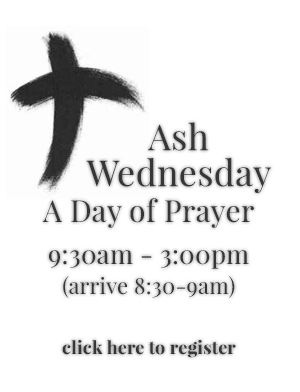 Ash
Wednesday
A Day of Prayer
9:30am - 3:00pm
(arrive 8:30-9am)
click here to register